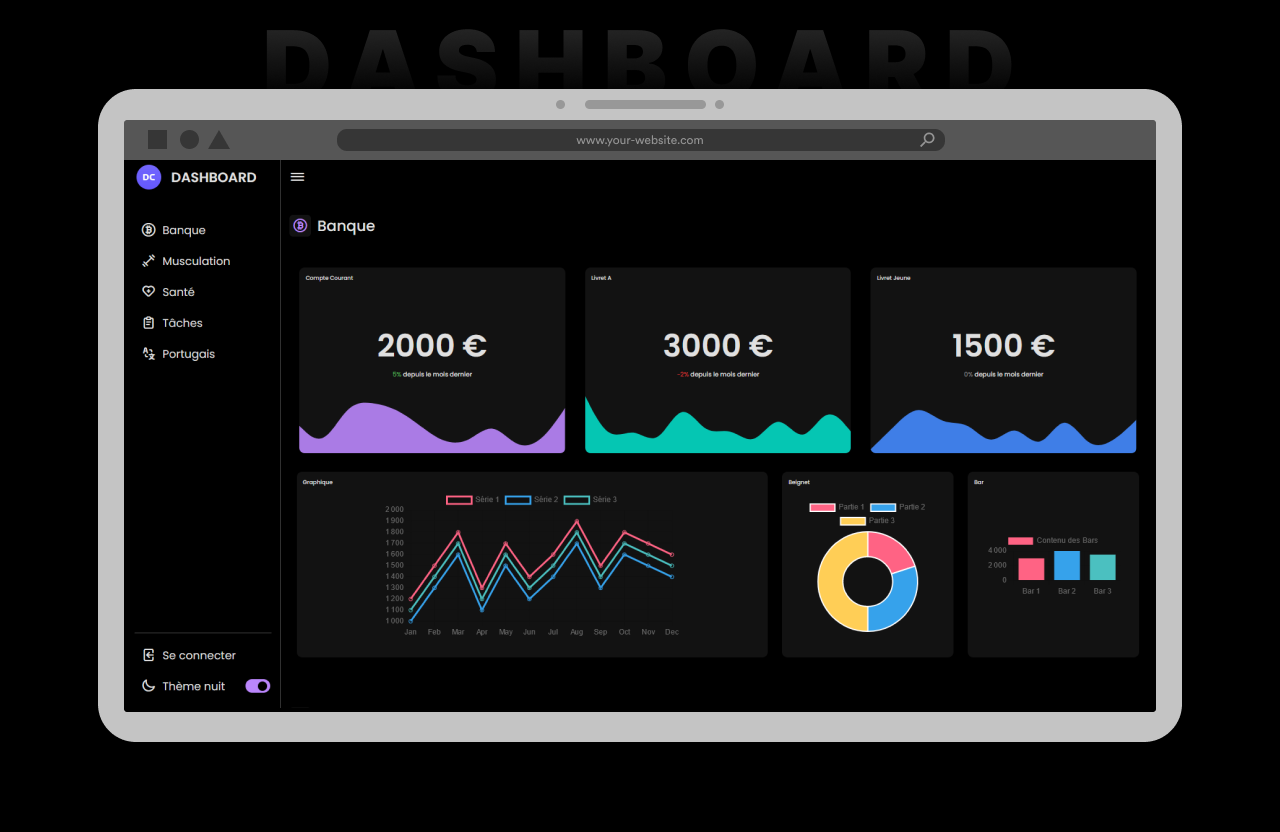 DASHBOARD
www.your-website.com
DC DASHBOARD
Banque
Musculation
Santé
Tâches
Portugais
Se connecter
Thème nuit
Banque
Compte Courant
2000 €
5% depuis le mois dernier
Livret A
3000 €
-2% depuis le mois dernier
Livret Jeune
1500 €
0% depuis le mois dernier
Graphique
Série 1 Série 2 Série 3
2 000
1 900
1 800
1 700
1 600
1 500
1 400
1 300
1 200
1 100
1 000
Jan Feb Mar Apr May Jun Jul Aug Sep Oct Nov Dec
Beignet
Partie 1 Partie 2
Partie 3
Bar
Contenu des Bars
4 000
2 000
0
Bar 1 Bar 2 Bar 3